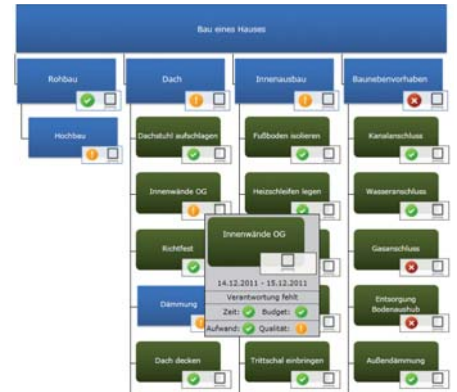 Bau eines Hauses
Rohbau
Dach
Innenausbau
Baunebenvorhaben
Hochbau
Dachstuhl aufschlagen
Fußboden isolieren
Kanalanschluss
Innenwände OG
Heizschleifen legen
Wasseranschluss
Richtfest
Innenwände OG
14.12.2011 - 15.12.2011
Verantwortung fehlt
Zeit: Budget:
Aufwand: Qualität:
Gasanschluss
Dämmung
Entsorgung
Bodenaushub
Dach decken
Trittschal einbringen
Außendämmung